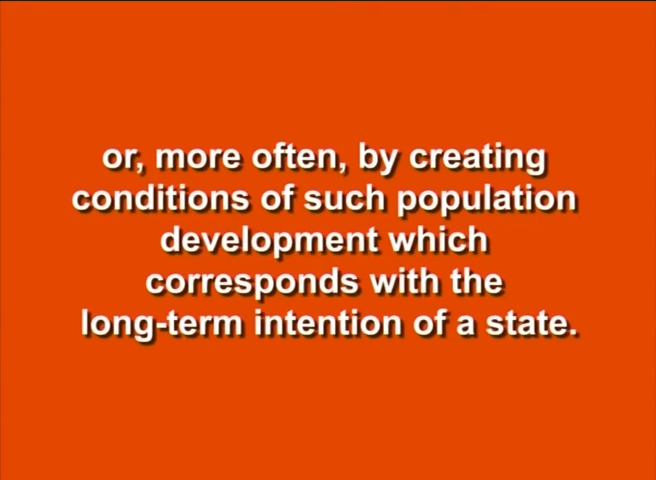 or, more often, by creating
conditions of such population
development which
corresponds with the
long-term intention of a state.